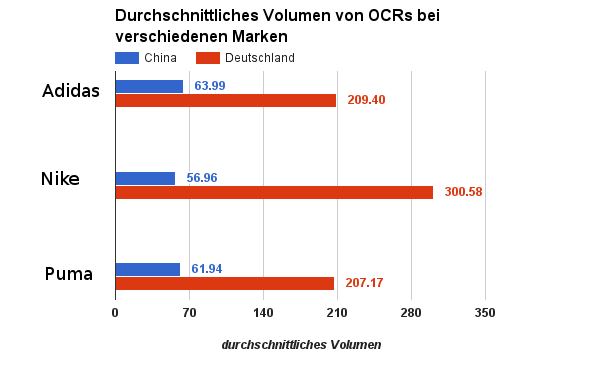 Durchschnittliches Volumen von OCRs bei
verschiedenen Marken
China Deutschland
Adidas 63.99
209.40
Nike 56.96
300.58
Puma 61.94
207.17
0 70 140 210 280 350
durchschnittliches Volumen